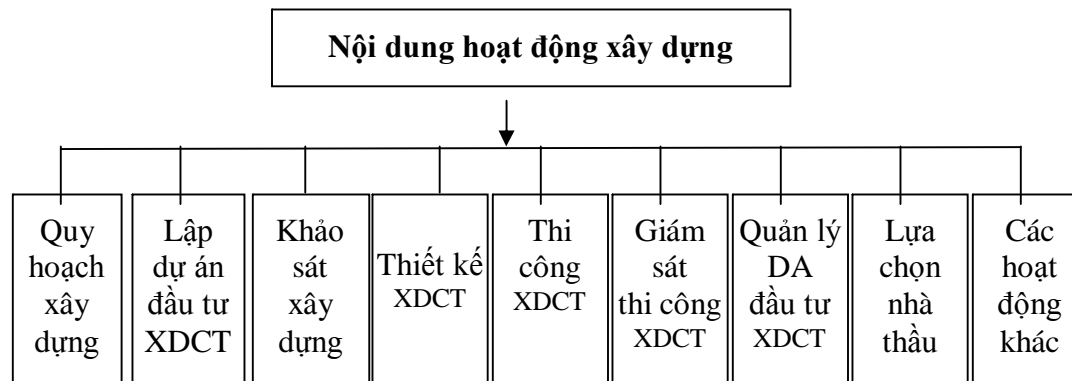 Nội dung hoạt động xây dựng
Quy
hoạch
xây
dựng
Lập
dự án
đầu tư
XDCT
Khảo
sát
xây
dựng
Thiết kế
XDCT
Thi
công
XDCT
Giám
sát
thi công
XDCT
Quản lý
DA
đầu tư
XDCT
Lựa
chọn
nhà
thầu
Các
hoạt
động
khác